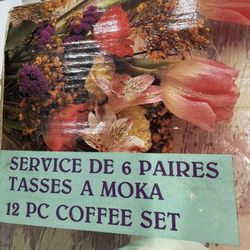 SERVICE DE 6 PAIRES
TASSES A MOKA
12 PC COFFEE SET